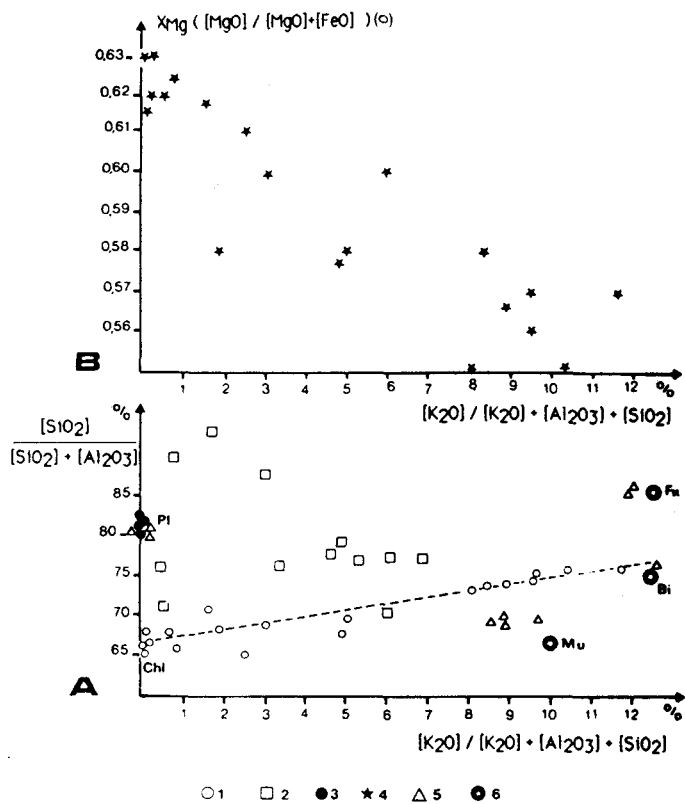 XMg ( [MgO] / [MgO]+[FeO] ) (○)
0,63
0,62
0,61
0,60
0,59
0,58
0,57
0,56
B
1 2 3 4 5 6 7 8 9 10 11 12 %
[K2O] / [K2O] + [Al2O3] + [SiO2]
%
[SiO2]
[SiO2] + [Al2O3]
85
80
75
70
65
Pl
Bi
Mu
Chl
A
1 2 3 4 5 6 7 8 9 10 11 12 %
[K2O] / [K2O] + [Al2O3] + [SiO2]
○ 1 □ 2 ● 3 ★ 4 △ 5 6